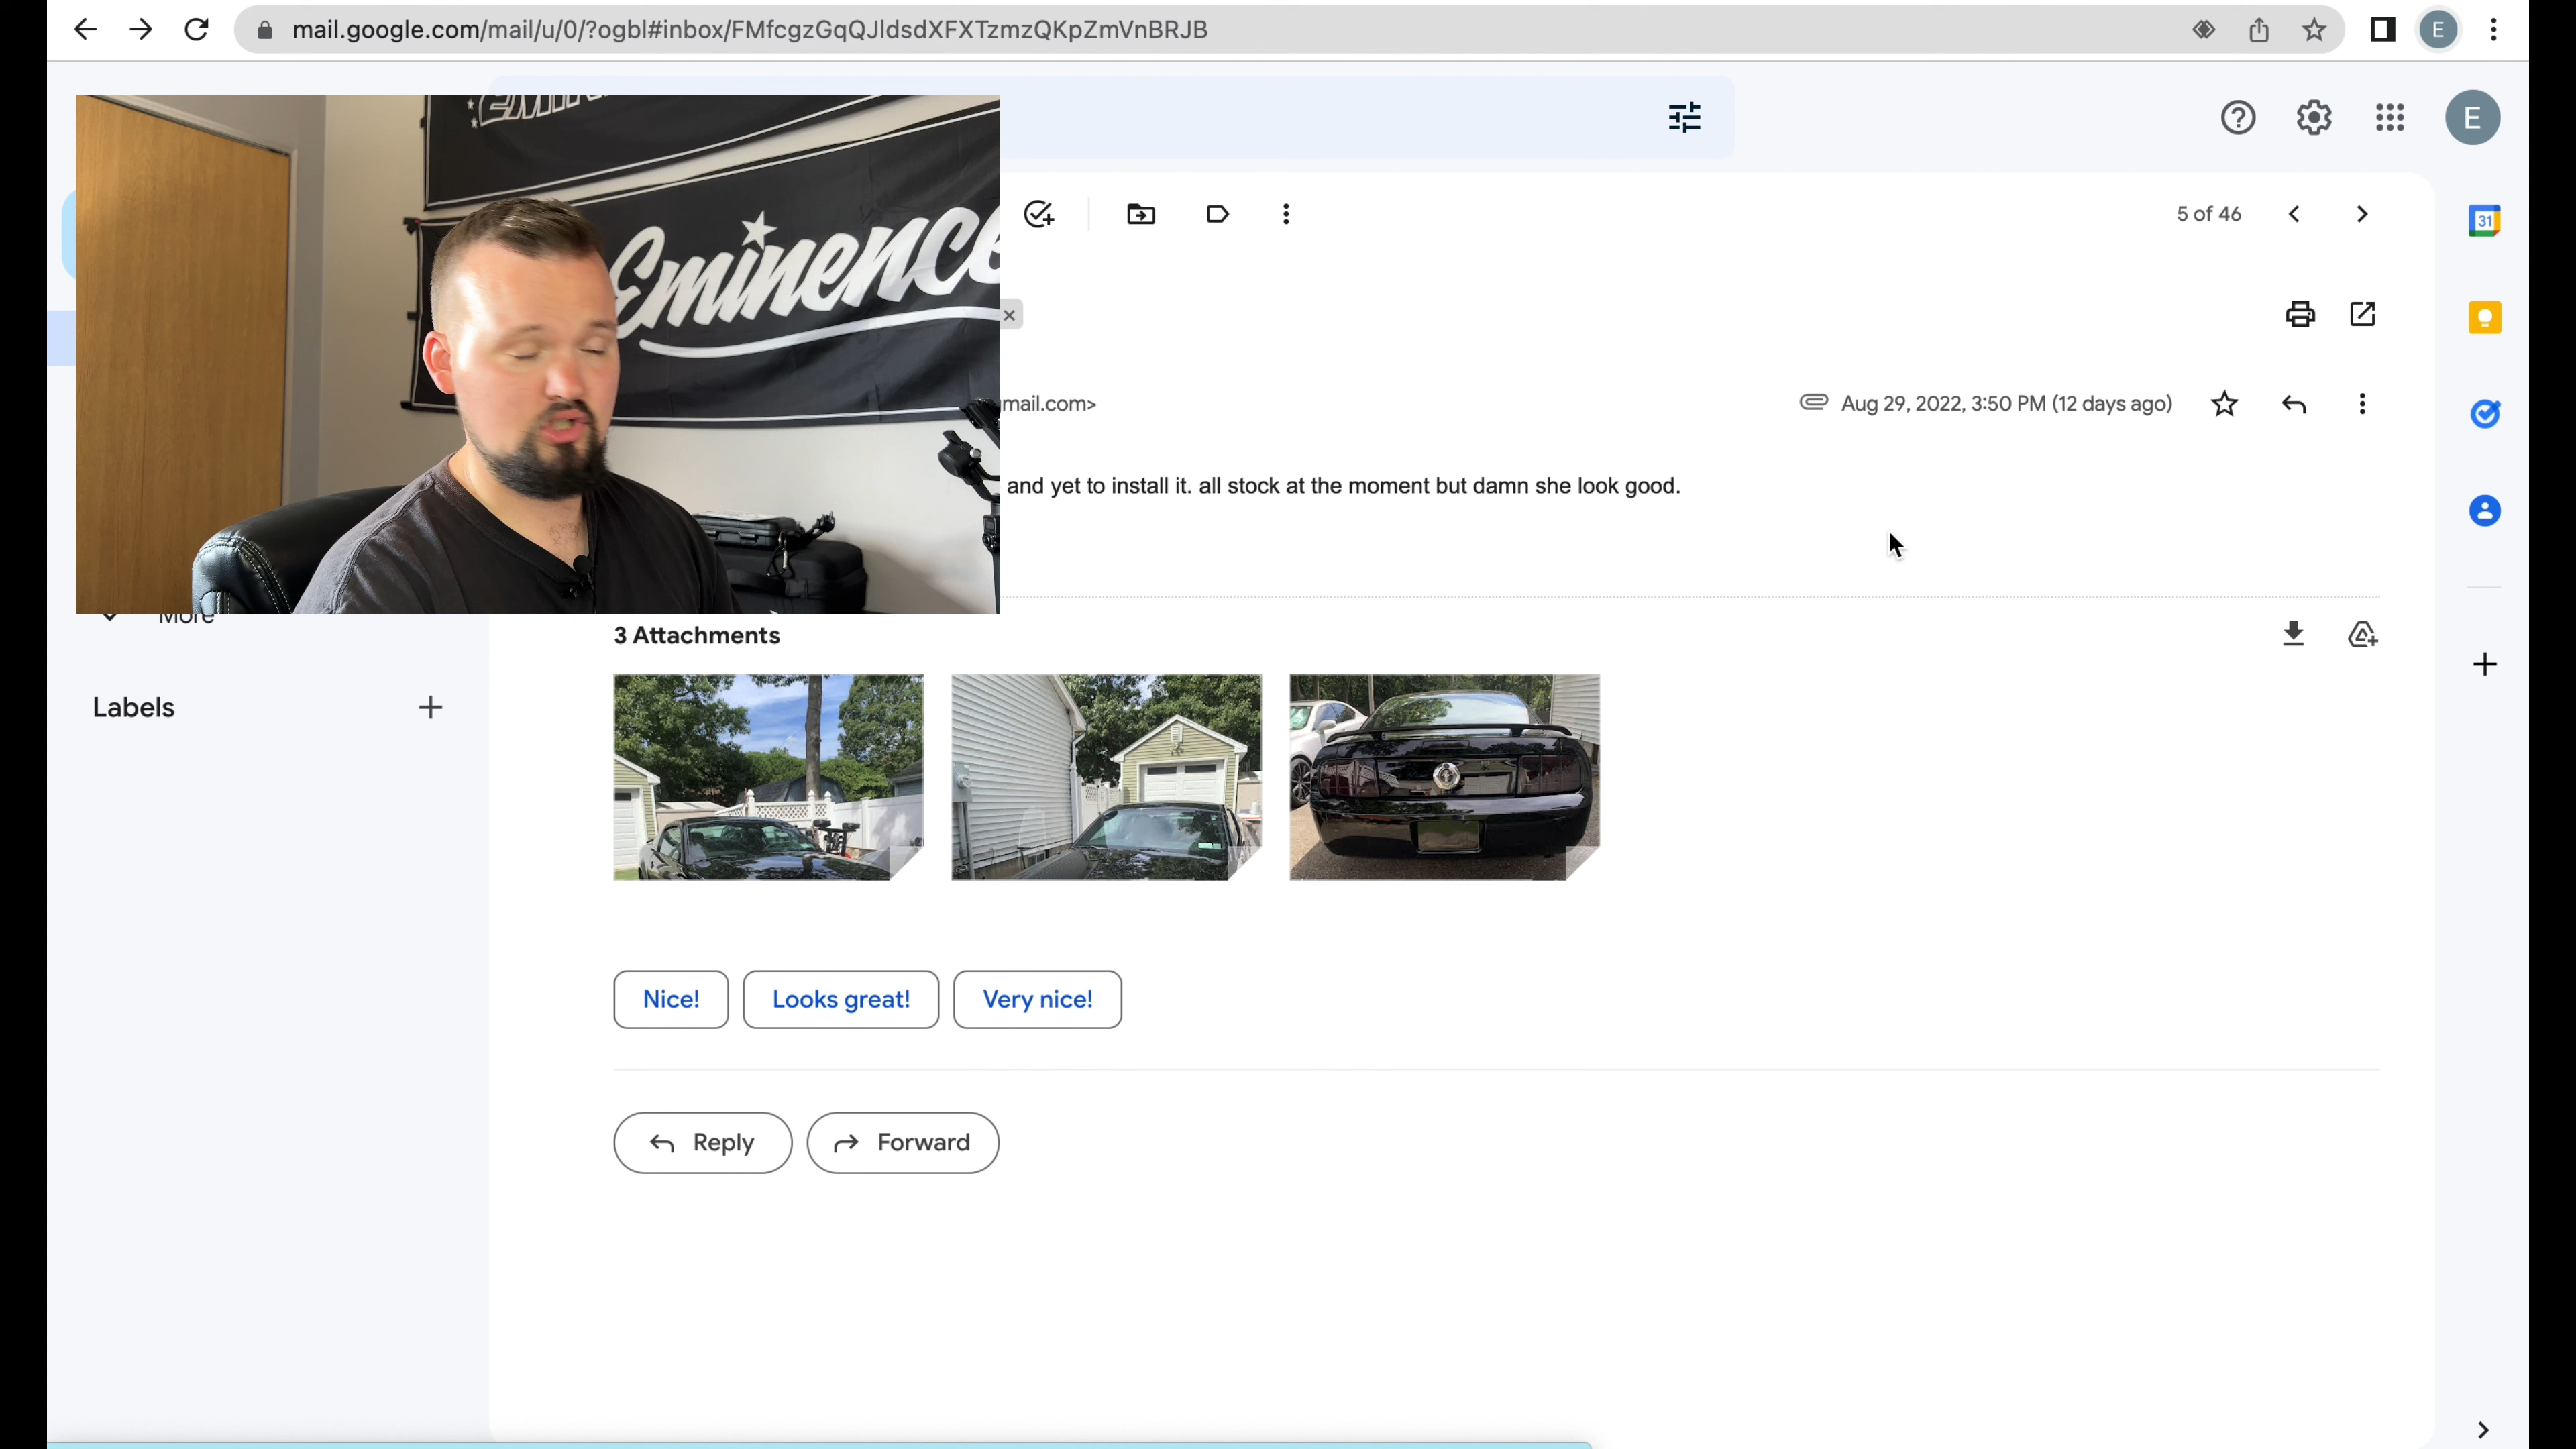 mail.google.com/mail/u/0/?ogbl#inbox/FMfcgzGqQJldsdXFXTzmzQKpZmVnBRJB
E
E
Eminence
5 of 46
31
mail.com>
Aug 29, 2022, 3:50 PM (12 days ago)
and yet to install it. all stock at the moment but damn she look good.
More
3 Attachments
Labels
Nice!
Looks great!
Very nice!
Reply
Forward